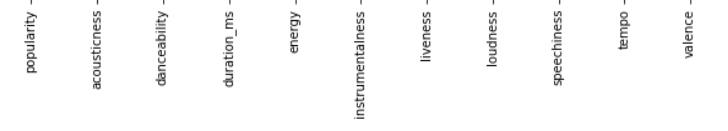 popularity
acousticness
danceability
duration_ms
energy
instrumentalness
liveness
loudness
speechiness
tempo
valence